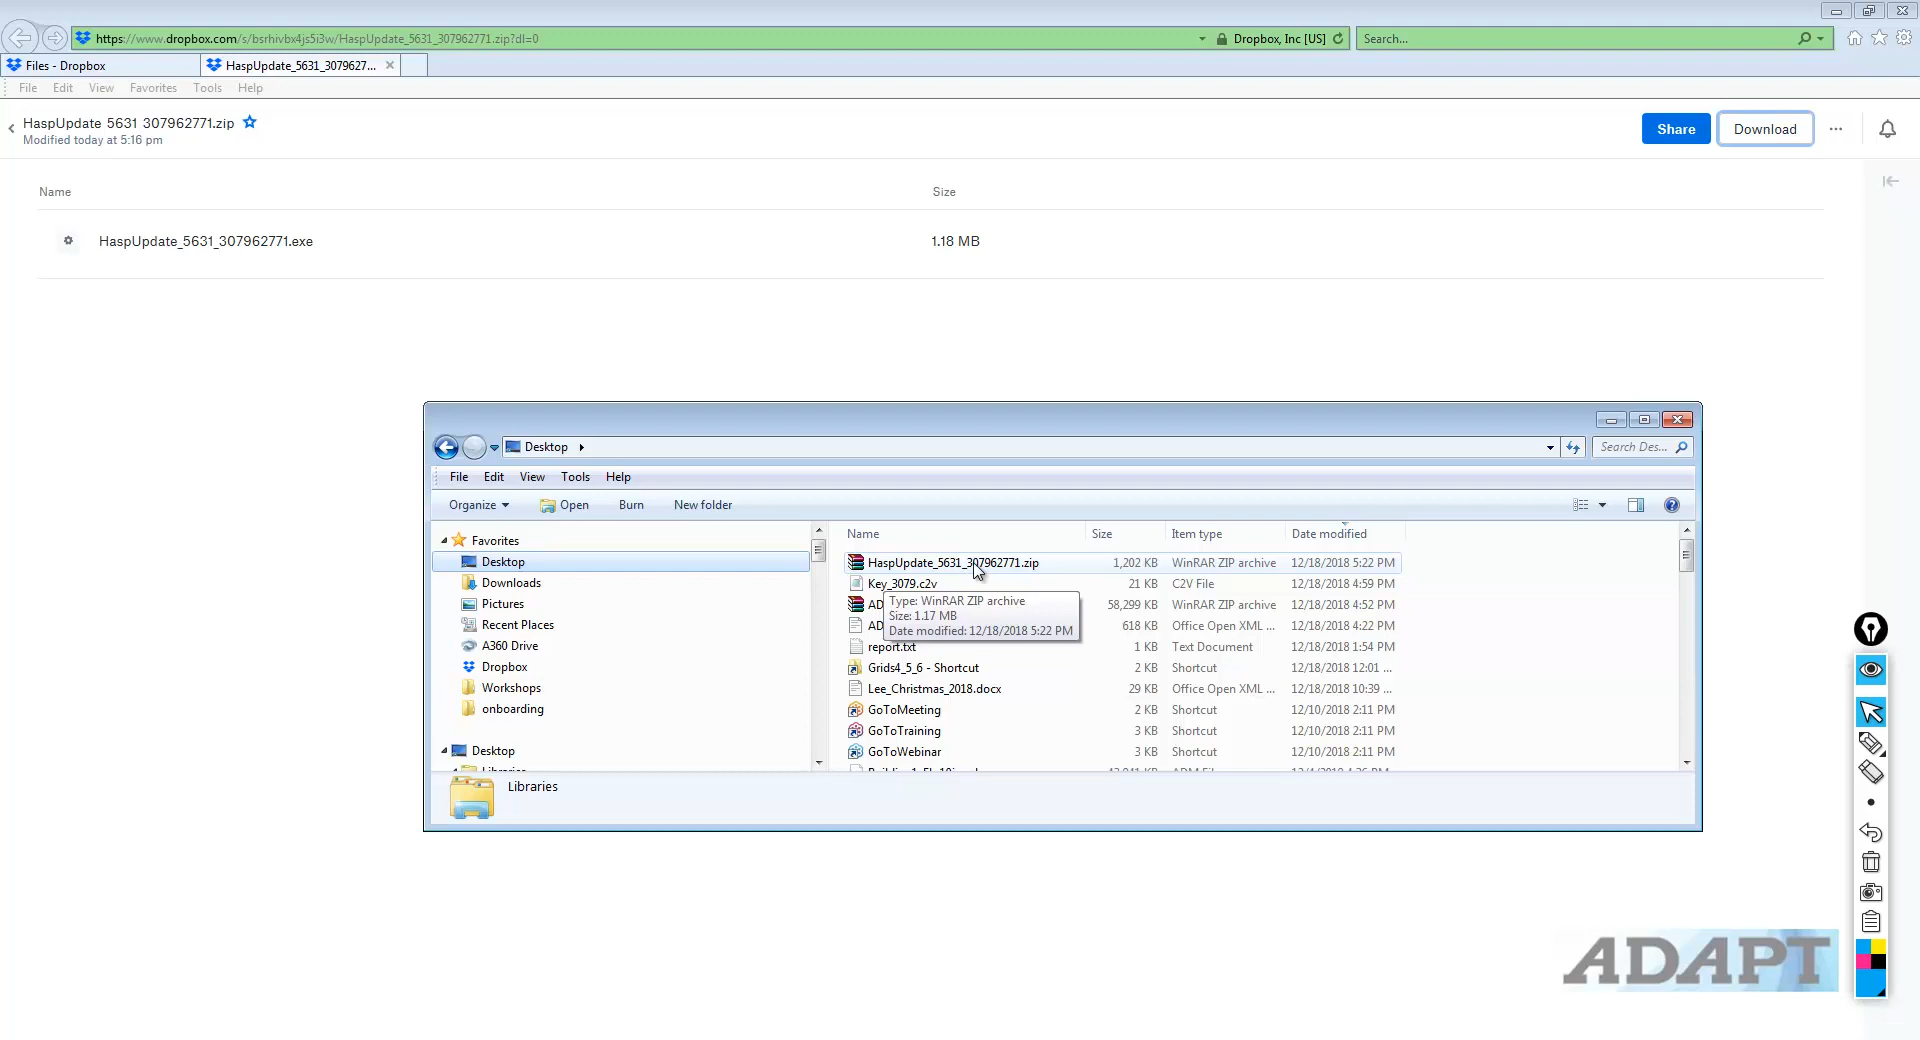 https://www.dropbox.com/s/bsrhivbx4js5i3w/HaspUpdate_5631_307962771.zip?dl=0
Dropbox, Inc [US]
Search...
Files - Dropbox
HaspUpdate_5631_3079627...
File Edit View Favorites Tools Help
HaspUpdate 5631 307962771.zip
Modified today at 5:16 pm
Share
Download
Name Size
HaspUpdate_5631_307962771.exe 1.18 MB
Desktop
Search Des...
File Edit View Tools Help
Organize Open Burn New folder
Favorites
Desktop
Downloads
Pictures
Recent Places
A360 Drive
Dropbox
Workshops
onboarding
Desktop
Name Size Item type Date modified
HaspUpdate_5631_307962771.zip 1,202 KB WinRAR ZIP archive 12/18/2018 5:22 PM
Key_3079.c2v 21 KB C2V File 12/18/2018 4:59 PM
AD 58,299 KB WinRAR ZIP archive 12/18/2018 4:52 PM
AD 618 KB Office Open XML ... 12/18/2018 4:22 PM
report.txt 1 KB Text Document 12/18/2018 1:54 PM
Grids4_5_6 - Shortcut 2 KB Shortcut 12/18/2018 12:01 ...
Lee_Christmas_2018.docx 29 KB Office Open XML ... 12/18/2018 10:39 ...
GoToMeeting 2 KB Shortcut 12/10/2018 2:11 PM
GoToTraining 3 KB Shortcut 12/10/2018 2:11 PM
GoToWebinar 3 KB Shortcut 12/10/2018 2:11 PM
Type: WinRAR ZIP archive
Size: 1.17 MB
Date modified: 12/18/2018 5:22 PM
Libraries
ADAPT